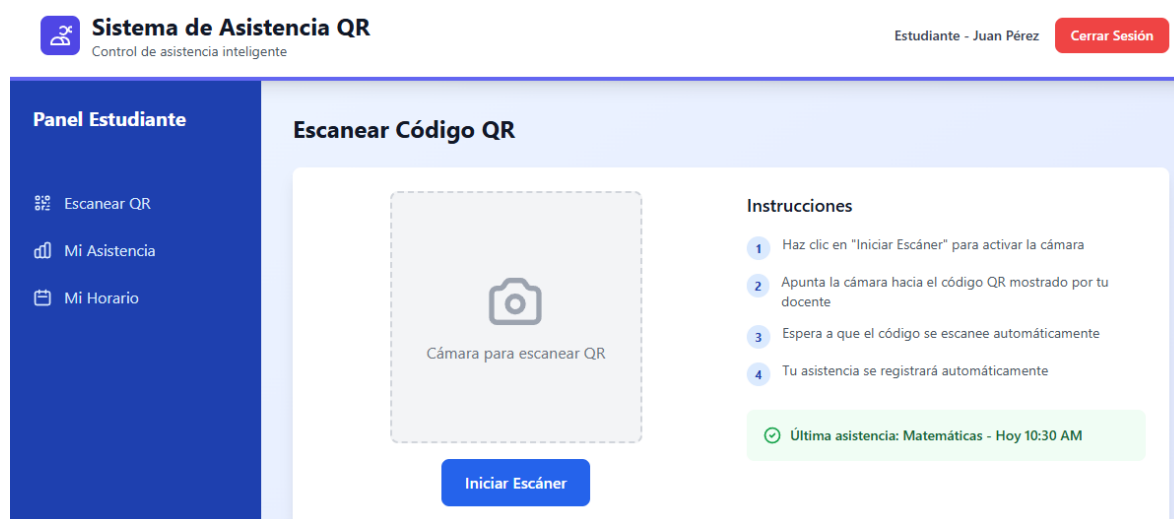 Sistema de Asistencia QR
Control de asistencia inteligente
Estudiante - Juan Pérez
Cerrar Sesión
Panel Estudiante
Escanear QR
Mi Asistencia
Mi Horario
Escanear Código QR
Cámara para escanear QR
Iniciar Escáner
Instrucciones
1 Haz clic en "Iniciar Escáner" para activar la cámara
2 Apunta la cámara hacia el código QR mostrado por tu
docente
3 Espera a que el código se escanee automáticamente
4 Tu asistencia se registrará automáticamente
Última asistencia: Matemáticas - Hoy 10:30 AM